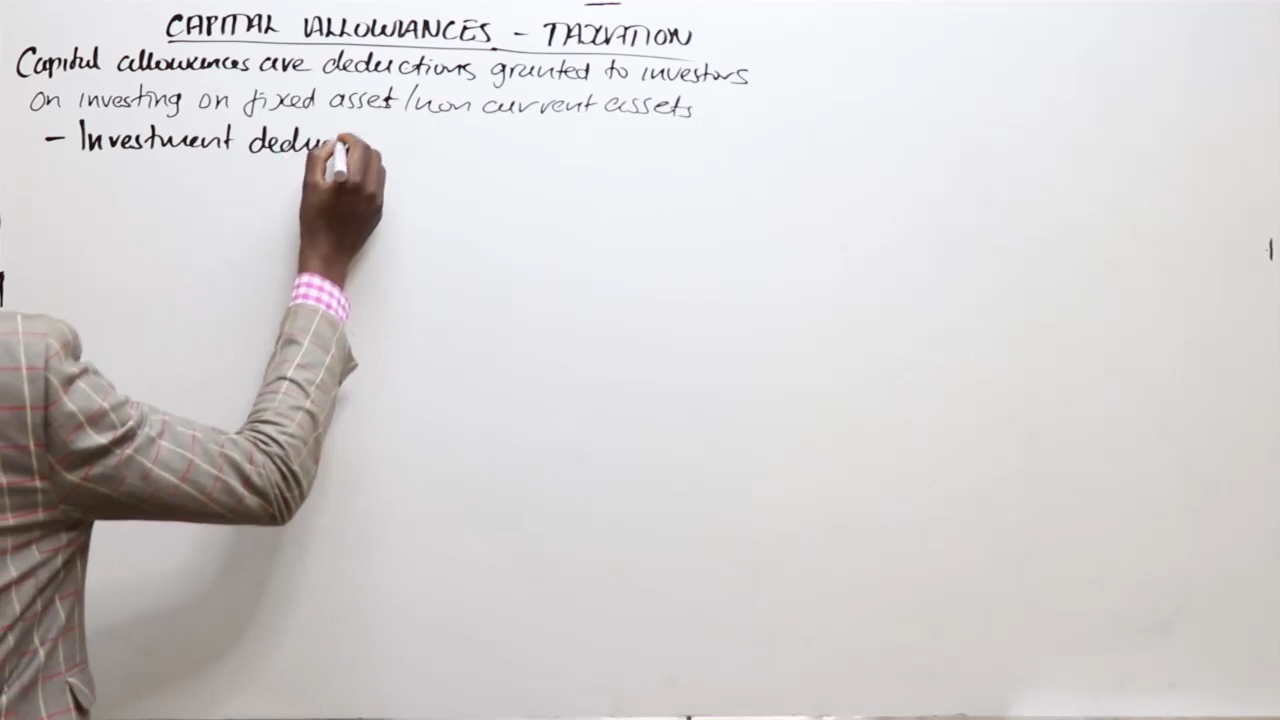 CAPITAL ALLOWANCES - TAXATION
Capital allowances are deductions granted to investors
On investing on fixed asset/non current assets
- Investment dedu